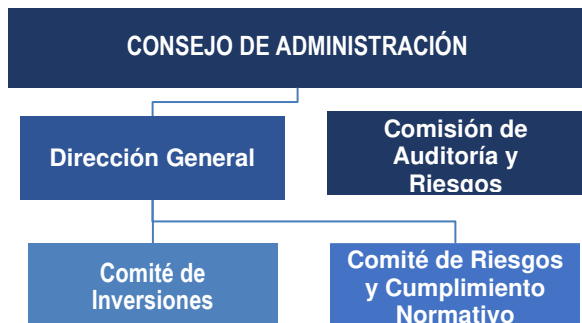 CONSEJO DE ADMINISTRACIÓN
Dirección General
Comisión de
Auditoría y
Riesgos
Comité de
Inversiones
Comité de Riesgos
y Cumplimiento
Normativo